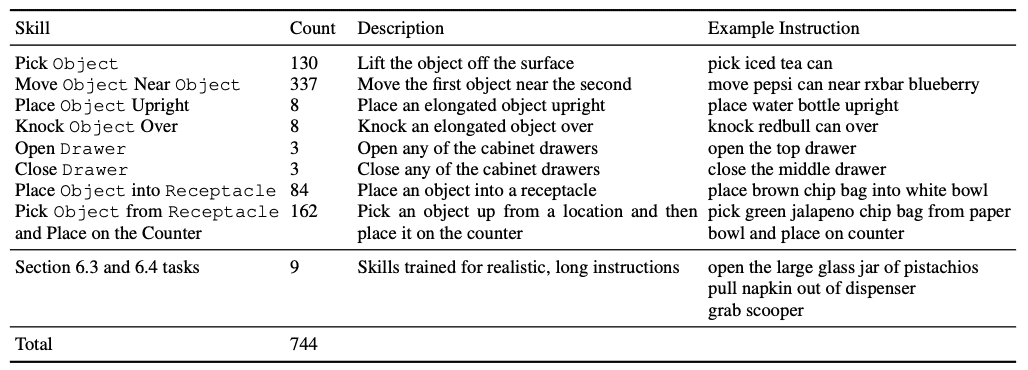 Skill Count Description Example Instruction
Pick Object 130 Lift the object off the surface pick iced tea can
Move Object Near Object 337 Move the first object near the second move pepsi can near rxbar blueberry
Place Object Upright 8 Place an elongated object upright place water bottle upright
Knock Object Over 8 Knock an elongated object over knock redbull can over
Open Drawer 3 Open any of the cabinet drawers open the top drawer
Close Drawer 3 Close any of the cabinet drawers close the middle drawer
Place Object into Receptacle 84 Place an object into a receptacle place brown chip bag into white bowl
Pick Object from Receptacle 162 Pick an object up from a location and then pick green jalapeno chip bag from paper
and Place on the Counter place it on the counter bowl and place on counter
Section 6.3 and 6.4 tasks 9 Skills trained for realistic, long instructions open the large glass jar of pistachios
pull napkin out of dispenser
grab scooper
Total 744